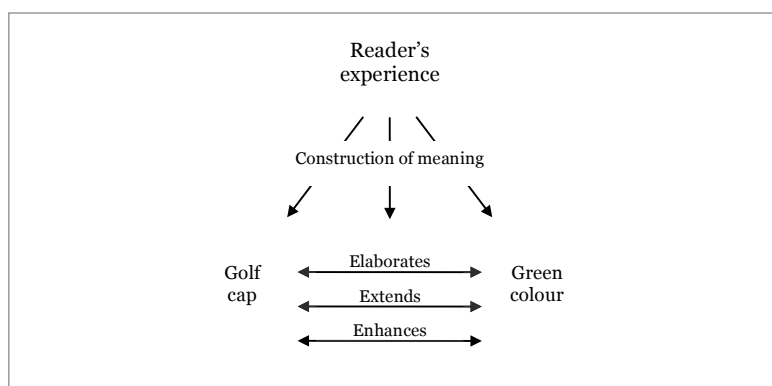 Reader’s
experience
Construction of meaning
Golf
cap
Elaborates
Extends
Enhances
Green
colour